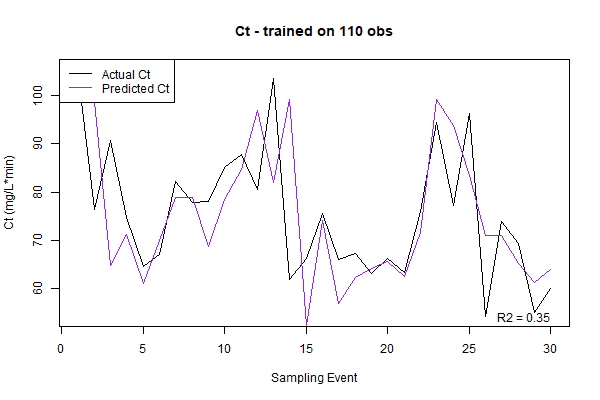 Ct - trained on 110 obs
Actual Ct
Predicted Ct
Ct (mg/L*min)
100
90
80
70
60
R2 = 0.35
0 5 10 15 20 25 30
Sampling Event